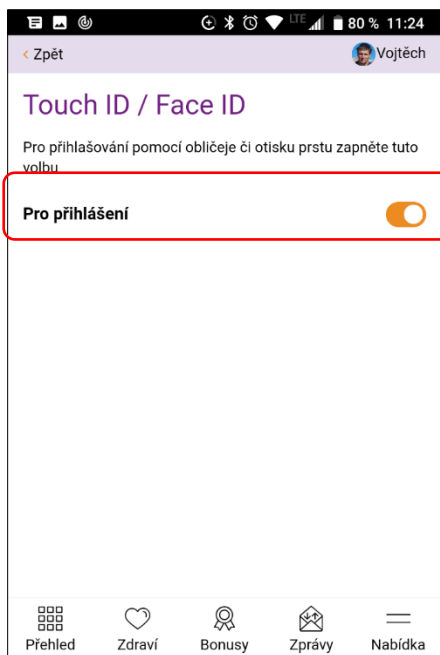 LTE 80 % 11:24
< Zpět Vojtěch
Touch ID / Face ID
Pro přihlašování pomocí obličeje či otisku prstu zapněte tuto
volbu
Pro přihlášení
Přehled Zdraví Bonusy Zprávy Nabídka